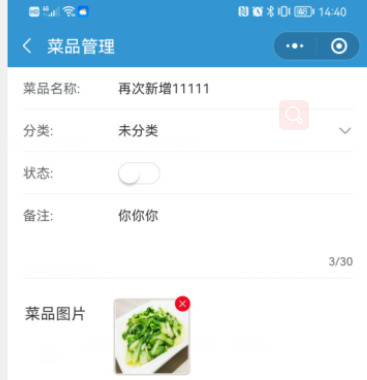 14:40
菜品管理
菜品名称: 再次新增11111
分类: 未分类
状态:
备注: 你你你
3/30
菜品图片